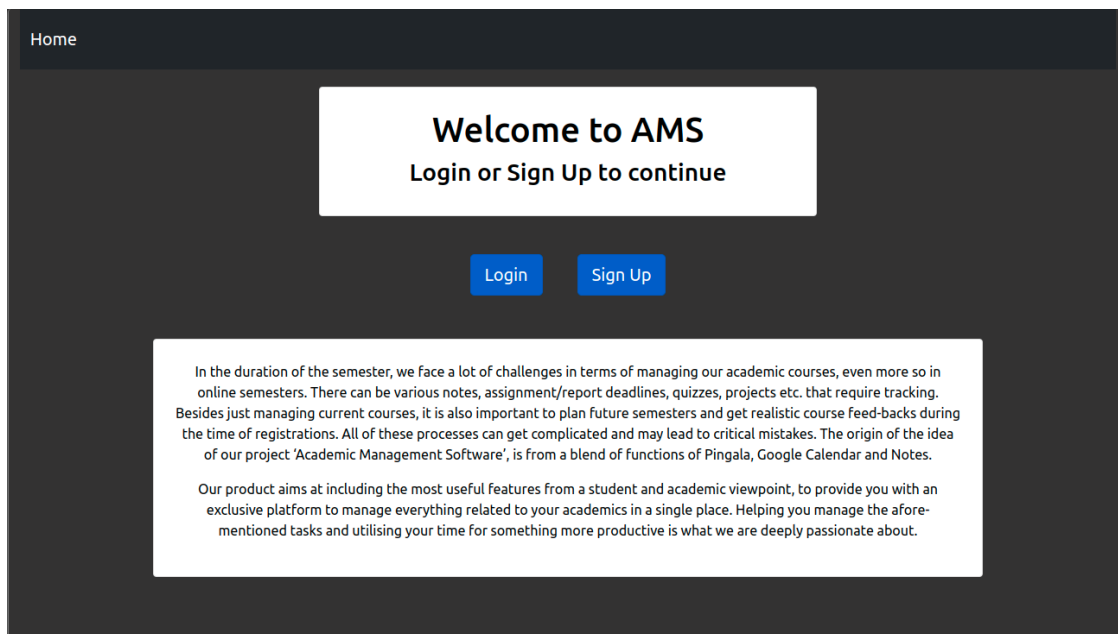 Home
Welcome to AMS
Login or Sign Up to continue
Login
Sign Up
In the duration of the semester, we face a lot of challenges in terms of managing our academic courses, even more so in
online semesters. There can be various notes, assignment/report deadlines, quizzes, projects etc. that require tracking.
Besides just managing current courses, it is also important to plan future semesters and get realistic course feed-backs during
the time of registrations. All of these processes can get complicated and may lead to critical mistakes. The origin of the idea
of our project ‘Academic Management Software’, is from a blend of functions of Pingala, Google Calendar and Notes.
Our product aims at including the most useful features from a student and academic viewpoint, to provide you with an
exclusive platform to manage everything related to your academics in a single place. Helping you manage the afore-
mentioned tasks and utilising your time for something more productive is what we are deeply passionate about.